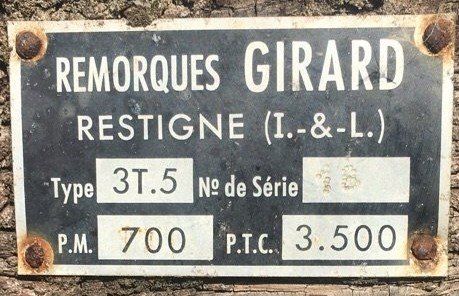 REMORQUES GIRARD
RESTIGNE (I.-&-L.)
Type 3T.5 Nº de Série
P.M. 700 P.T.C. 3.500